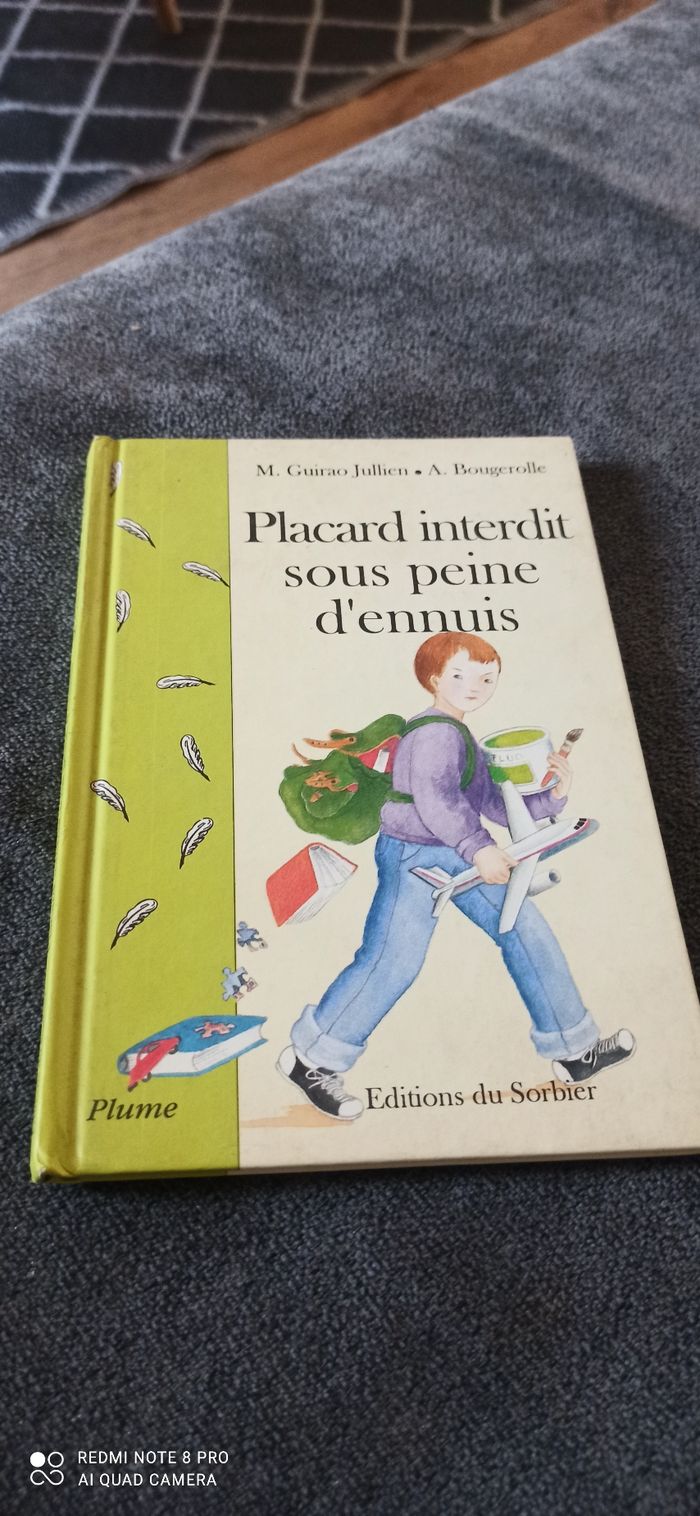 M. Guirao Jullien • A. Bougerolle
Placard interdit
sous peine
d'ennuis
Plume
Editions du Sorbier
REDMI NOTE 8 PRO
AI QUAD CAMERA